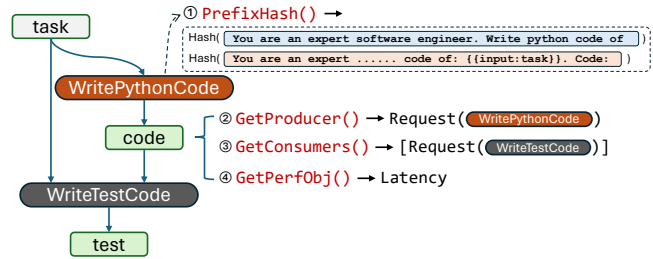 task
① PrefixHash() →
Hash( You are an expert software engineer. Write python code of )
Hash( You are an expert ...... code of: {{input:task}}. Code: )
WritePythonCode
② GetProducer() → Request( WritePythonCode )
code
③ GetConsumers() → [Request( WriteTestCode )]
④ GetPerfObj() → Latency
WriteTestCode
test